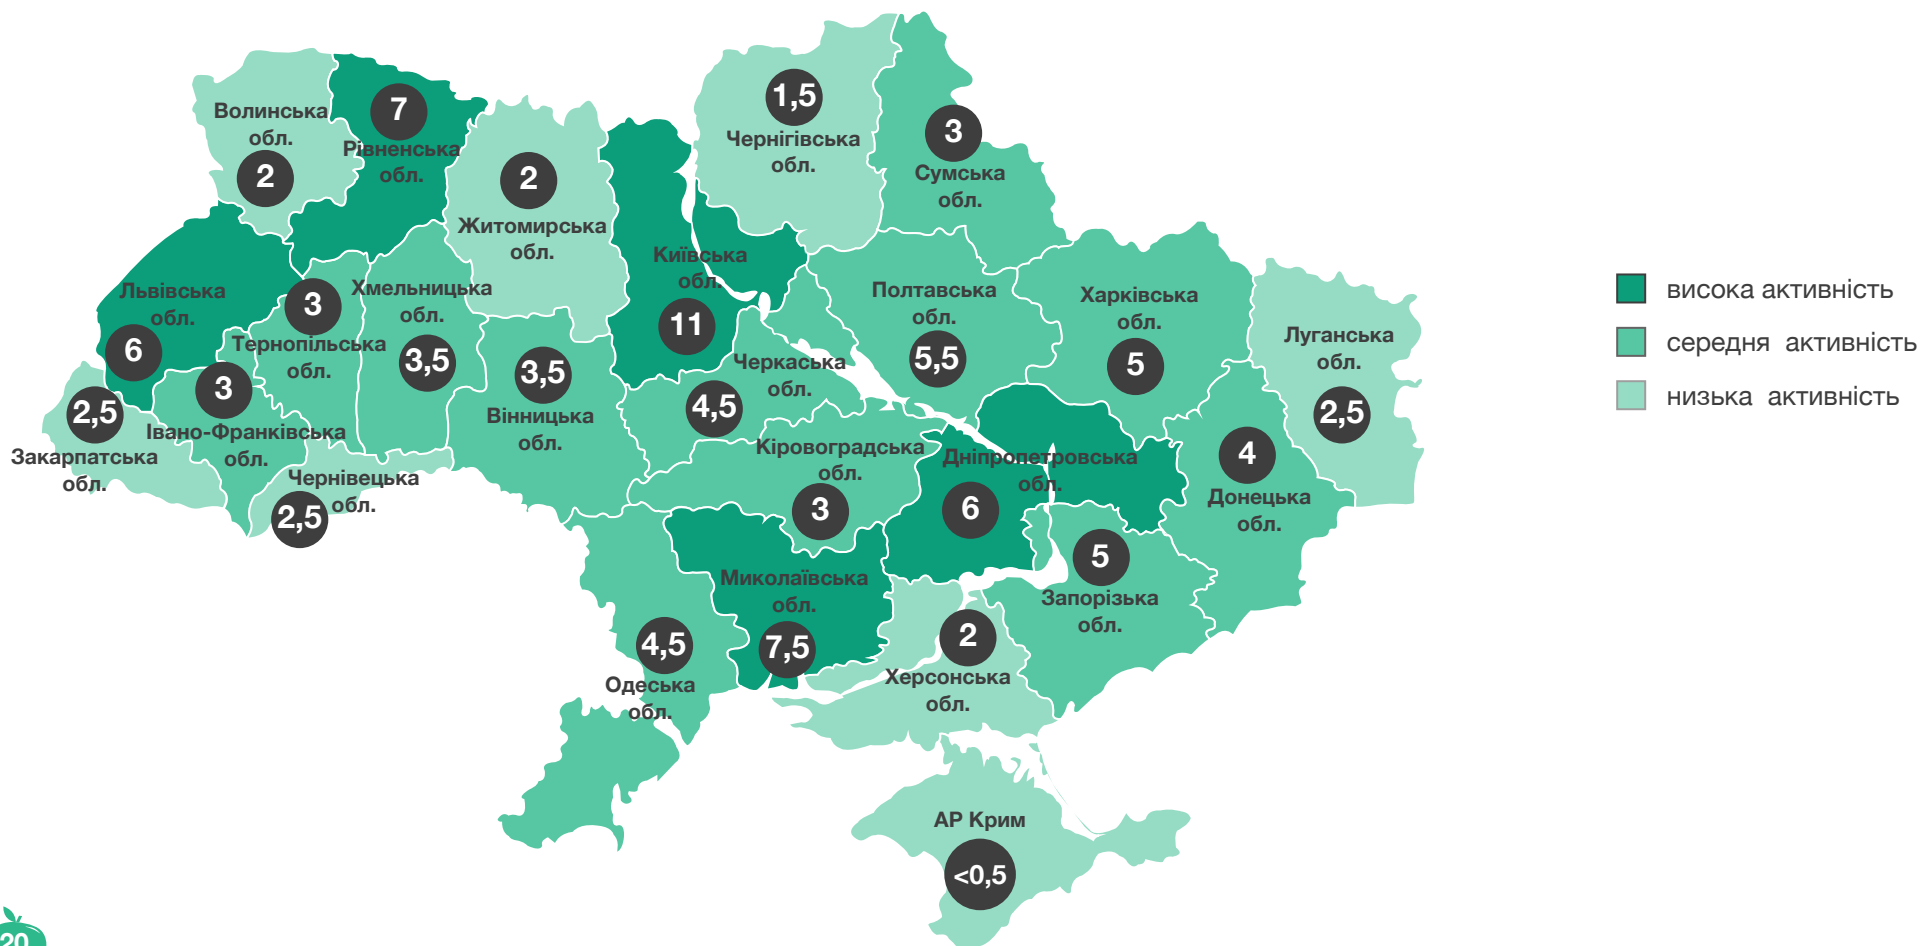 Волинська
обл.
2
7
Рівненська
обл.
2
Житомирська
обл.
1,5
Чернігівська
обл.
3
Сумська
обл.
Київська
обл.
11
Львівська
обл.
6
3
Тернопільська
обл.
Хмельницька
обл.
3,5
3,5
Вінницька
обл.
Черкаська
обл.
4,5
Полтавська
обл.
5,5
Харківська
обл.
5
Луганська
обл.
2,5
2,5
Закарпатська
обл.
3
Івано-Франківська
обл.
Чернівецька
обл.
2,5
Кіровоградська
обл.
3
Дніпропетровська
обл.
6
4
Донецька
обл.
5
Запорізька
обл.
Миколаївська
обл.
7,5
4,5
Одеська
обл.
2
Херсонська
обл.
АР Крим
<0,5
висока активність
середня активність
низька активність
20